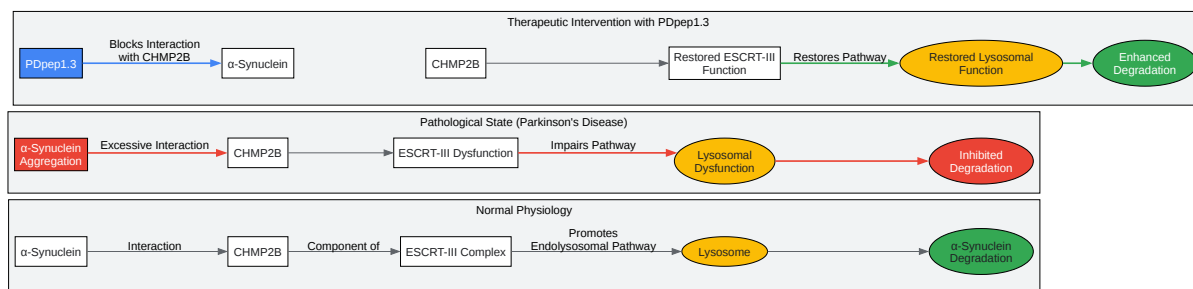 Therapeutic Intervention with PDpep1.3
PDpep1.3
Blocks Interaction
with CHMP2B
α-Synuclein
CHMP2B
Restored ESCRT-III
Function
Restores Pathway
Restored Lysosomal
Function
Enhanced
Degradation
Pathological State (Parkinson's Disease)
α-Synuclein
Aggregation
Excessive Interaction
CHMP2B
ESCRT-III Dysfunction
Impairs Pathway
Lysosomal
Dysfunction
Inhibited
Degradation
Normal Physiology
α-Synuclein
Interaction
CHMP2B
Component of
ESCRT-III Complex
Promotes
Endolysosomal Pathway
Lysosome
α-Synuclein
Degradation